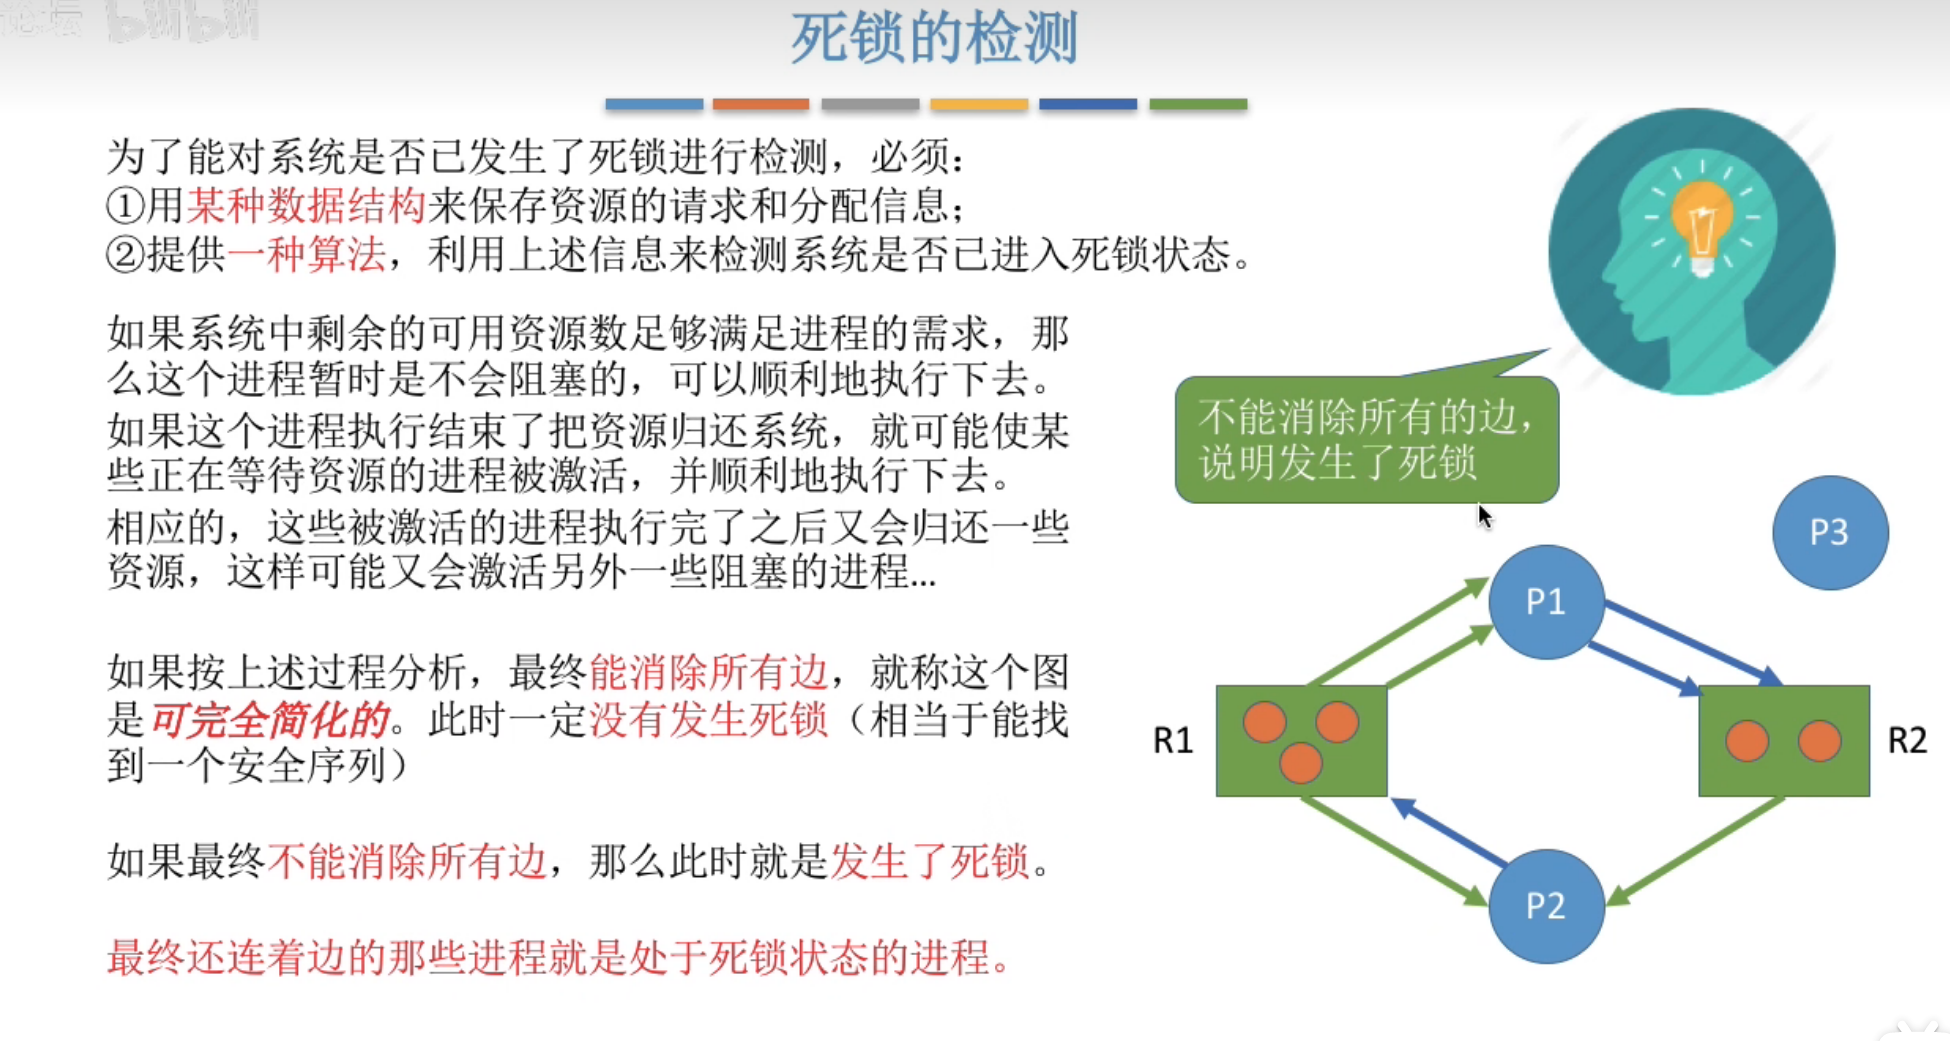 论坛 bilibili
死锁的检测
为了能对系统是否已发生了死锁进行检测，必须：
①用某种数据结构来保存资源的请求和分配信息；
②提供一种算法，利用上述信息来检测系统是否已进入死锁状态。
如果系统中剩余的可用资源数足够满足进程的需求，那
么这个进程暂时是不会阻塞的，可以顺利地执行下去。
如果这个进程执行结束了把资源归还系统，就可能使某
些正在等待资源的进程被激活，并顺利地执行下去。
相应的，这些被激活的进程执行完了之后又会归还一些
资源，这样可能又会激活另外一些阻塞的进程...
如果按上述过程分析，最终能消除所有边，就称这个图
是可完全简化的。此时一定没有发生死锁（相当于能找
到一个安全序列）
如果最终不能消除所有边，那么此时就是发生了死锁。
最终还连着边的那些进程就是处于死锁状态的进程。
不能消除所有的边，
说明发生了死锁
P3
P1
R1
R2
P2